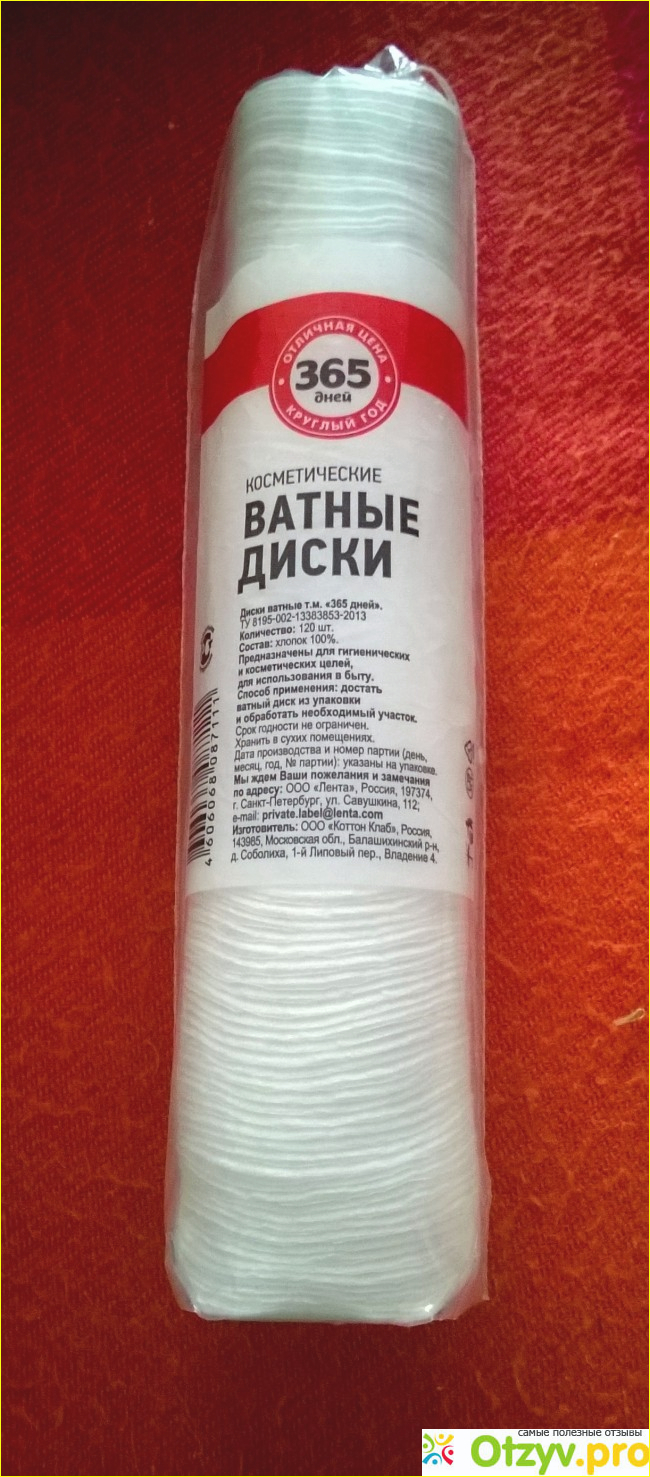 ОТЛИЧНАЯ ЦЕНА
365
дней
КРУГЛЫЙ ГОД
КОСМЕТИЧЕСКИЕ
ВАТНЫЕ
ДИСКИ
Диски ватные т.м. «365 дней».
ТУ 8195-002-13383853-2013
Количество: 120 шт.
Состав: хлопок 100%.
Предназначены для гигиенических
и косметических целей,
для использования в быту.
Способ применения: достать
ватный диск из упаковки
и обработать необходимый участок.
Срок годности не ограничен.
Хранить в сухих помещениях.
Дата производства и номер партии (день,
месяц, год, № партии): указаны на упаковке.
Мы ждем Ваши пожелания и замечания
по адресу: ООО «Лента», Россия, 197374,
г. Санкт-Петербург, ул. Савушкина, 112;
e-mail: private.label@lenta.com
Изготовитель: ООО «Коттон Клаб», Россия,
143985, Московская обл., Балашихинский р-н,
д. Соболиха, 1-й Липовый пер., Владение 4.
4606068087111
самые полезные отзывы
Otzyv.pro